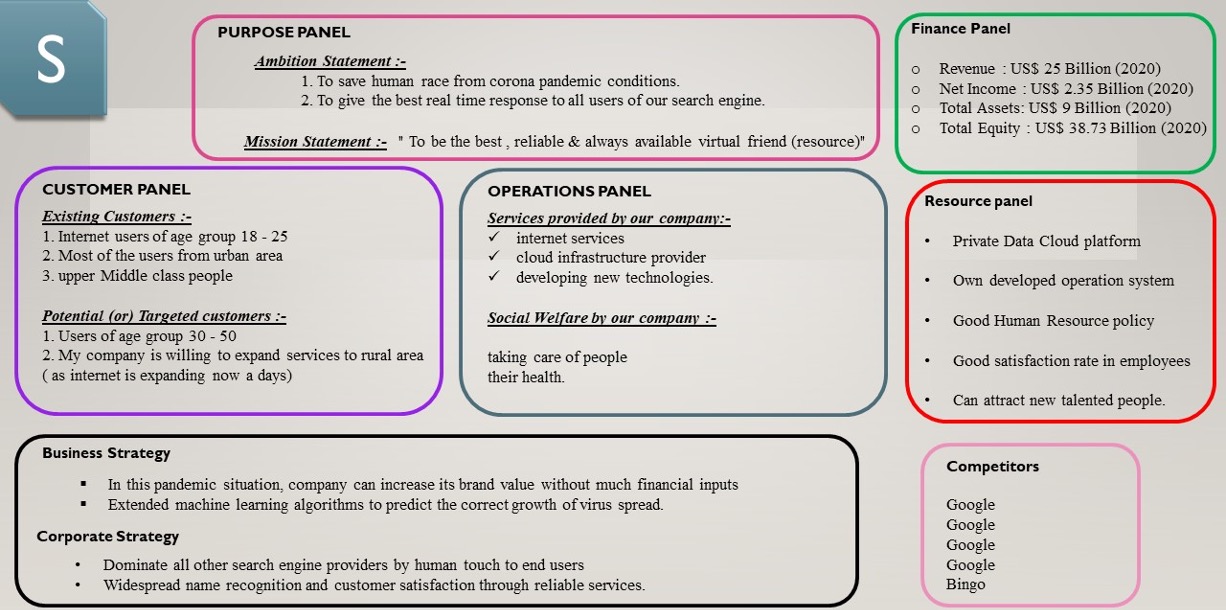 S
PURPOSE PANEL
Ambition Statement :-
1. To save human race from corona pandemic conditions.
2. To give the best real time response to all users of our search engine.
Mission Statement :- " To be the best , reliable & always available virtual friend (resource)"
Finance Panel
o Revenue : US$ 25 Billion (2020)
o Net Income : US$ 2.35 Billion (2020)
o Total Assets: US$ 9 Billion (2020)
o Total Equity : US$ 38.73 Billion (2020)
CUSTOMER PANEL
Existing Customers :-
1. Internet users of age group 18 - 25
2. Most of the users from urban area
3. upper Middle class people
Potential (or) Targeted customers :-
1. Users of age group 30 - 50
2. My company is willing to expand services to rural area
( as internet is expanding now a days)
OPERATIONS PANEL
Services provided by our company:-
✓ internet services
✓ cloud infrastructure provider
✓ developing new technologies.
Social Welfare by our company :-
taking care of people
their health.
Resource panel
• Private Data Cloud platform
• Own developed operation system
• Good Human Resource policy
• Good satisfaction rate in employees
• Can attract new talented people.
Business Strategy
▪ In this pandemic situation, company can increase its brand value without much financial inputs
▪ Extended machine learning algorithms to predict the correct growth of virus spread.
Corporate Strategy
• Dominate all other search engine providers by human touch to end users
• Widespread name recognition and customer satisfaction through reliable services.
Competitors
Google
Google
Google
Google
Bingo